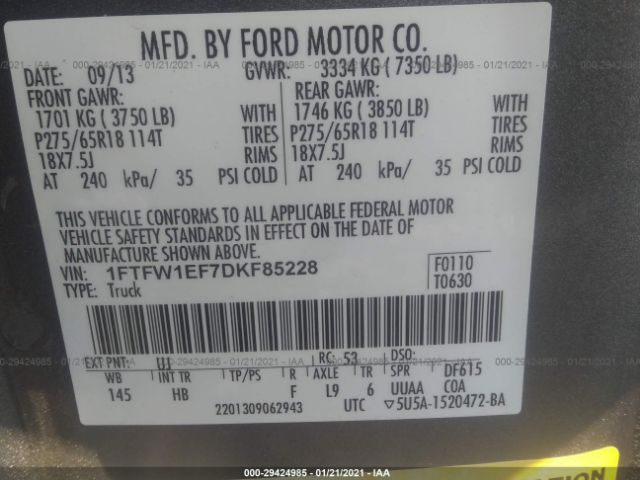 MFD. BY FORD MOTOR CO.
DATE: 09/13 GVWR: 3334 KG ( 7350 LB)
FRONT GAWR: REAR GAWR:
1701 KG ( 3750 LB) WITH 1746 KG ( 3850 LB) WITH
P275/65R18 114T TIRES P275/65R18 114T TIRES
18X7.5J RIMS 18X7.5J RIMS
AT 240 kPa/ 35 PSI COLD AT 240 kPa/ 35 PSI COLD
THIS VEHICLE CONFORMS TO ALL APPLICABLE FEDERAL MOTOR
VEHICLE SAFETY STANDARDS IN EFFECT ON THE DATE OF
MANUFACTURE SHOWN ABOVE.
VIN: 1FTFW1EF7DKF85228 F0110
TYPE: Truck T0630
EXT PNT: UJ RC: 53 DSO:
WB INT TR TP/PS R AXLE TR SPR DF615
145 HB F L9 6 UUAA COA
2201309062943 UTC ▽5U5A-1520472-BA
000-29424985 - 01/21/2021 - IAA